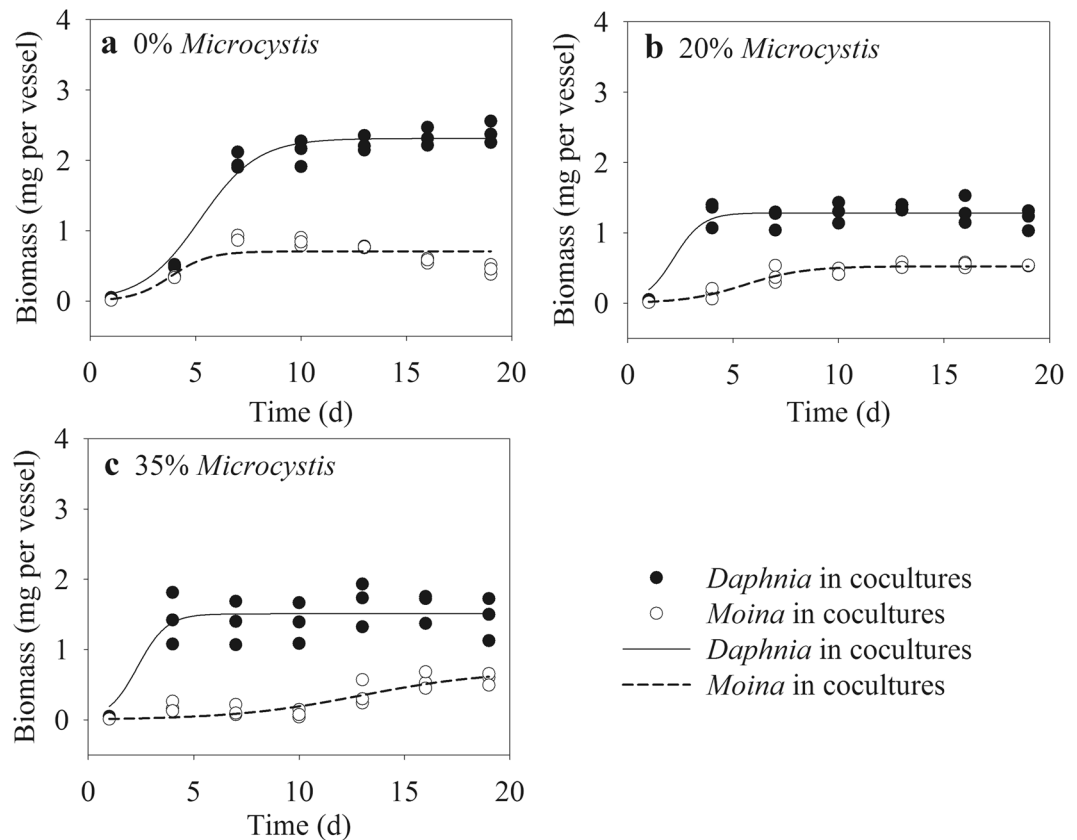 a 0% Microcystis
4
3
2
1
0
Biomass (mg per vessel)
0 5 10 15 20
Time (d)
b 20% Microcystis
4
3
2
1
0
Biomass (mg per vessel)
0 5 10 15 20
Time (d)
c 35% Microcystis
4
3
2
1
0
Biomass (mg per vessel)
0 5 10 15 20
Time (d)
Daphnia in cocultures
Moina in cocultures
Daphnia in cocultures
Moina in cocultures